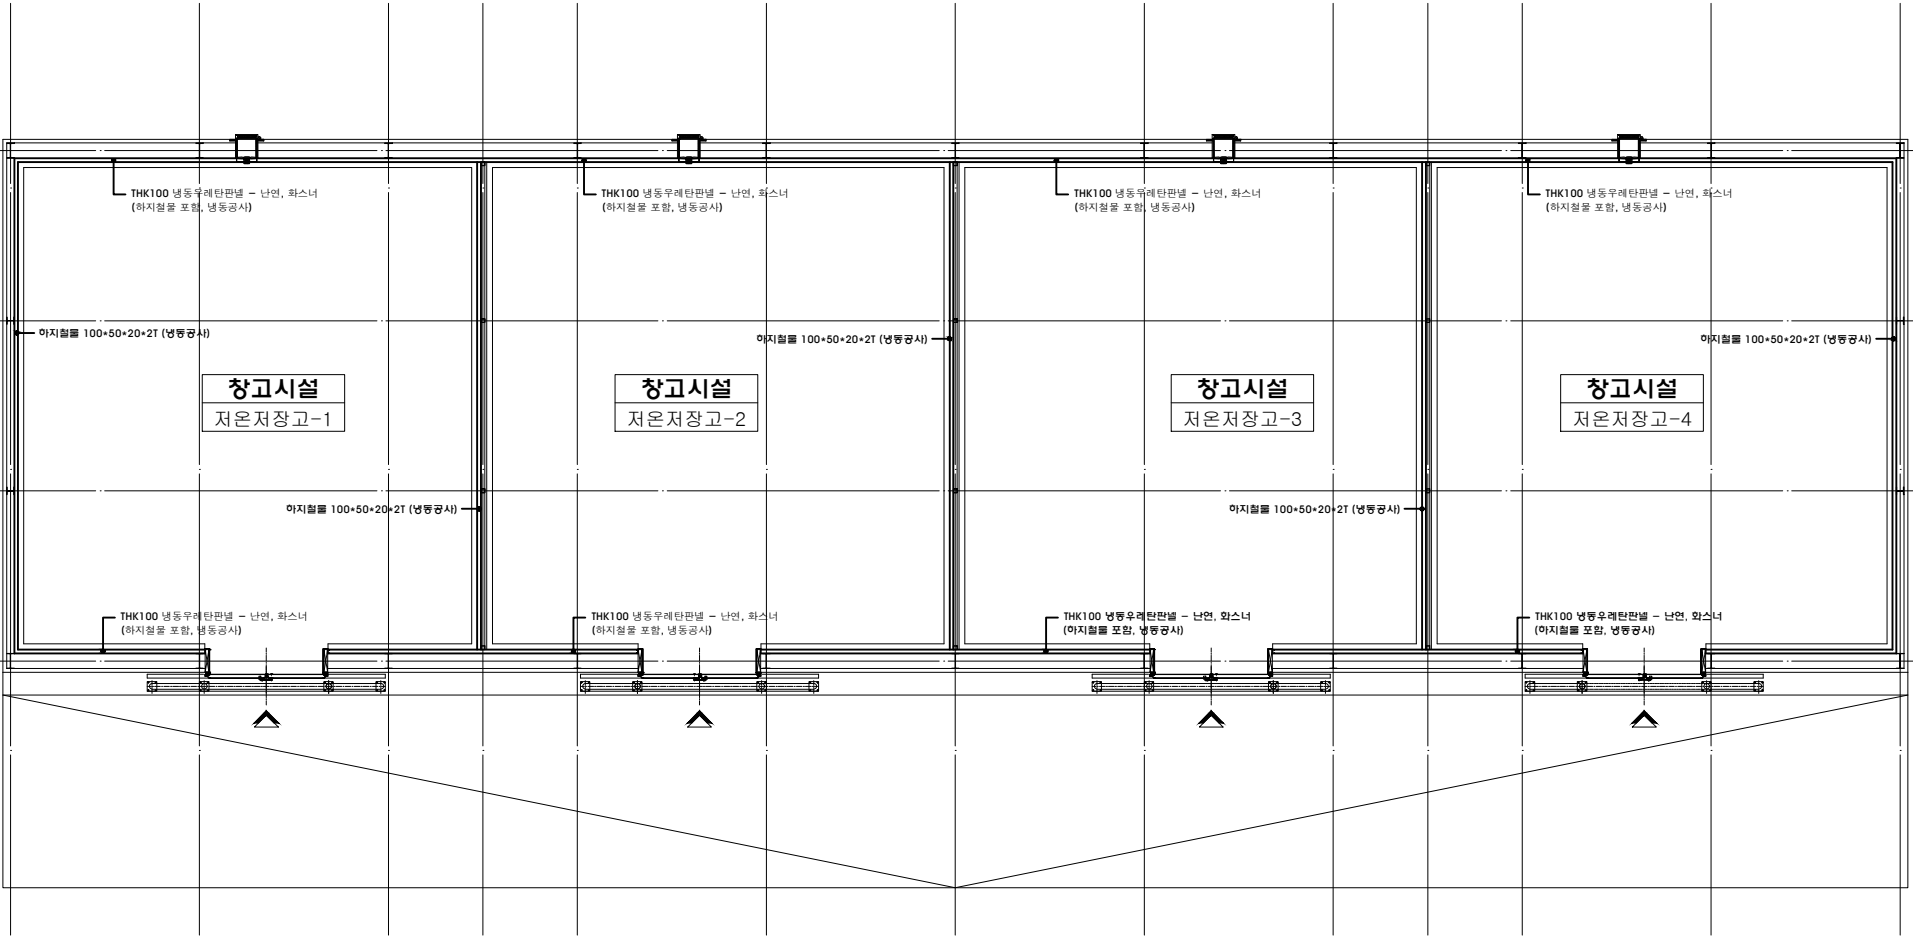 THK100 냉동우레탄판넬 - 난연, 화스너
(하지철물 포함, 냉동공사)
THK100 냉동우레탄판넬 - 난연, 화스너
(하지철물 포함, 냉동공사)
THK100 냉동우레탄판넬 - 난연, 화스너
(하지철물 포함, 냉동공사)
THK100 냉동우레탄판넬 - 난연, 화스너
(하지철물 포함, 냉동공사)
하지철물 100*50*20*2T (냉동공사)
하지철물 100*50*20*2T (냉동공사)
하지철물 100*50*20*2T (냉동공사)
창고시설
저온저장고-1
창고시설
저온저장고-2
창고시설
저온저장고-3
창고시설
저온저장고-4
하지철물 100*50*20*2T (냉동공사)
하지철물 100*50*20*2T (냉동공사)
THK100 냉동우레탄판넬 - 난연, 화스너
(하지철물 포함, 냉동공사)
THK100 냉동우레탄판넬 - 난연, 화스너
(하지철물 포함, 냉동공사)
THK100 냉동우레탄판넬 - 난연, 화스너
(하지철물 포함, 냉동공사)
THK100 냉동우레탄판넬 - 난연, 화스너
(하지철물 포함, 냉동공사)